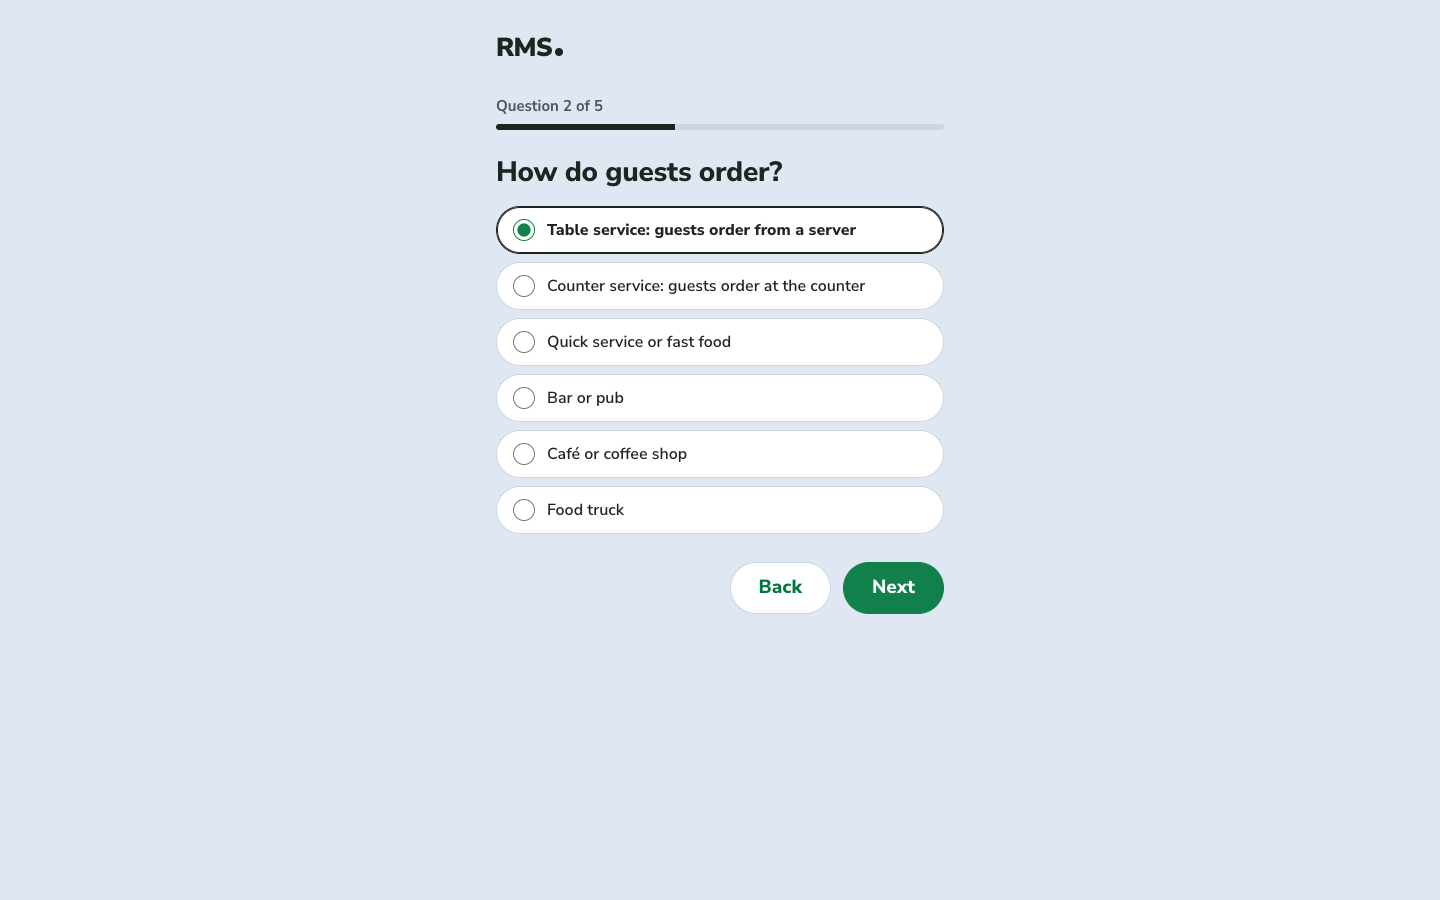 RMS.
Question 2 of 5
How do guests order?
Table service: guests order from a server
Counter service: guests order at the counter
Quick service or fast food
Bar or pub
Café or coffee shop
Food truck
Back
Next